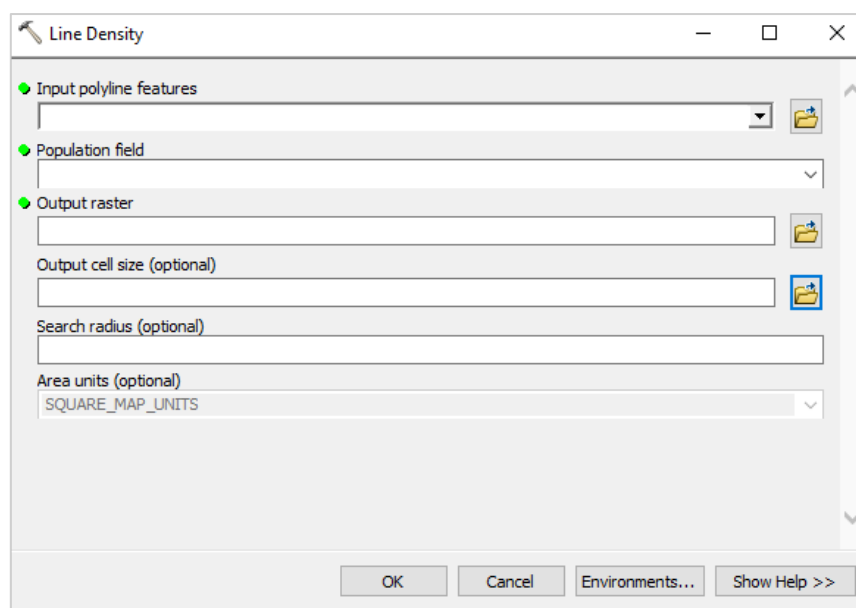 Line Density
Input polyline features
Population field
Output raster
Output cell size (optional)
Search radius (optional)
Area units (optional)
SQUARE_MAP_UNITS
OK Cancel Environments... Show Help >>